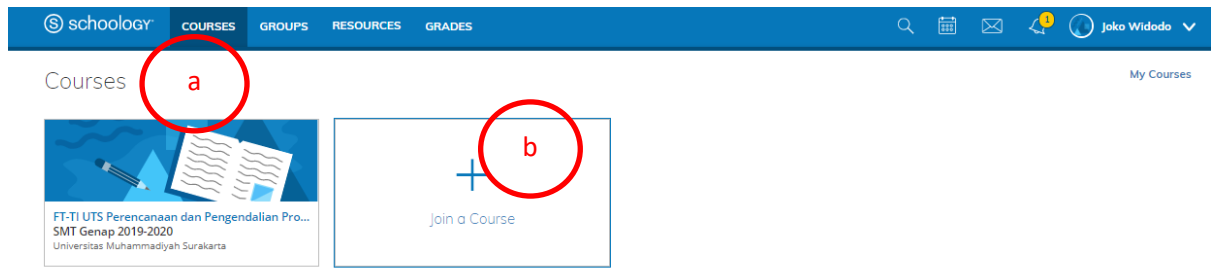 schoology COURSES GROUPS RESOURCES GRADES 1 Joko Widodo
Courses a My Courses
b
Join a Course
FT-TI UTS Perencanaan dan Pengendalian Pro...
SMT Genap 2019-2020
Universitas Muhammadiyah Surakarta